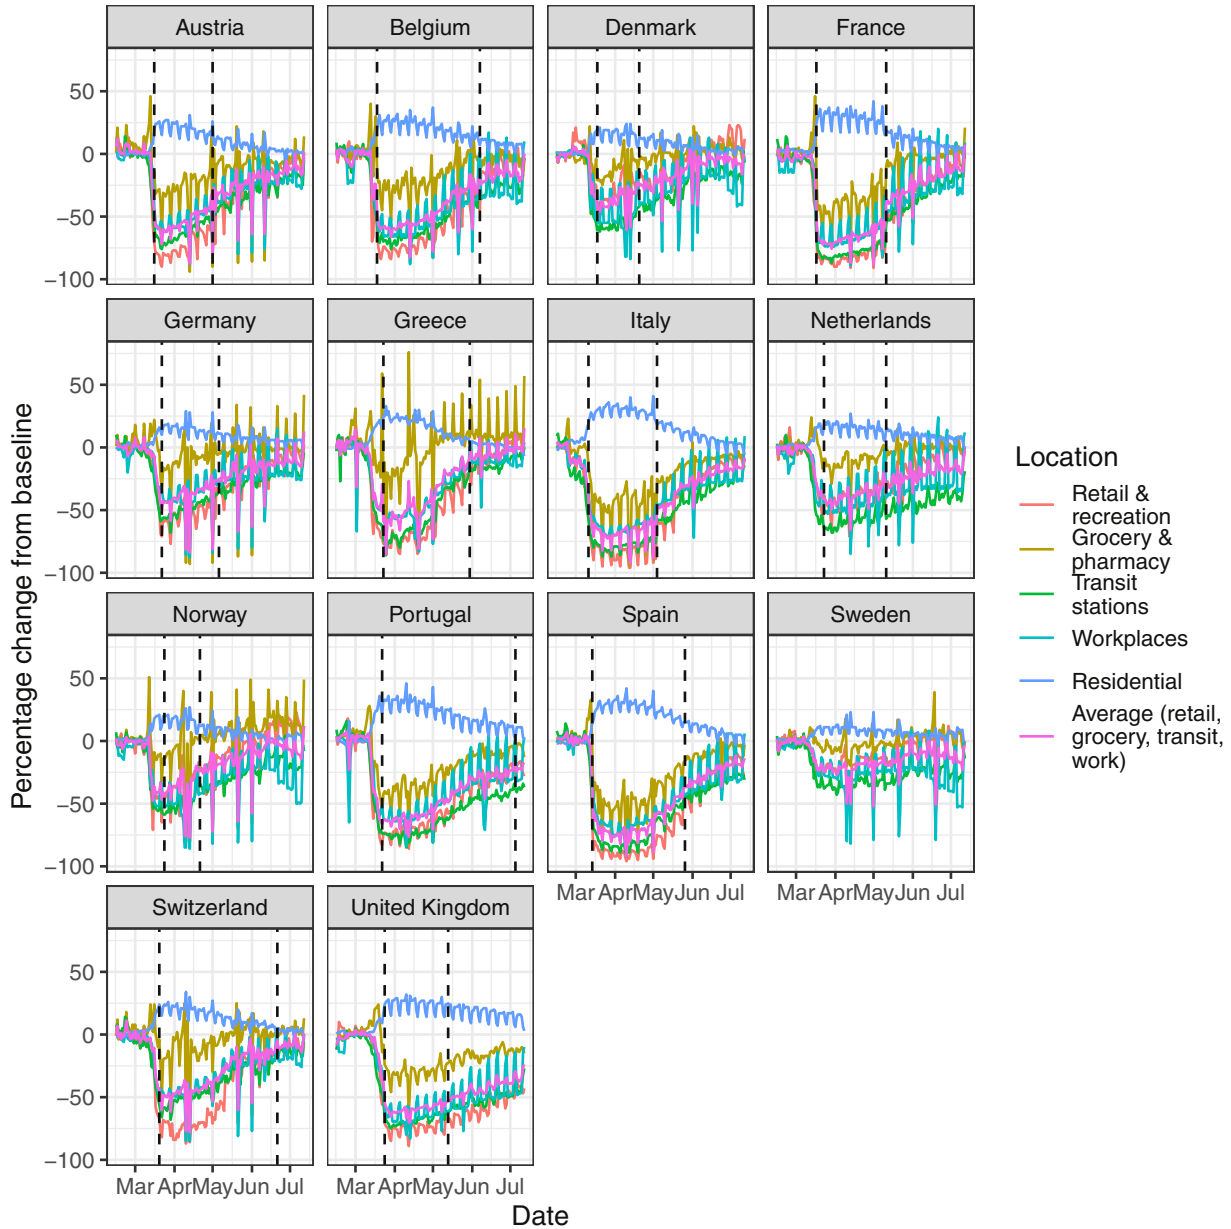 Austria
Belgium
Denmark
France
50
0
−50
−100
Germany
Greece
Italy
Netherlands
50
0
−50
−100
Norway
Portugal
Spain
Sweden
50
0
−50
−100
Mar Apr May Jun Jul
Mar Apr May Jun Jul
Switzerland
United Kingdom
50
0
−50
−100
Mar Apr May Jun Jul
Mar Apr May Jun Jul
Date
Percentage change from baseline
Location
Retail &
recreation
Grocery &
pharmacy
Transit
stations
Workplaces
Residential
Average (retail,
grocery, transit,
work)